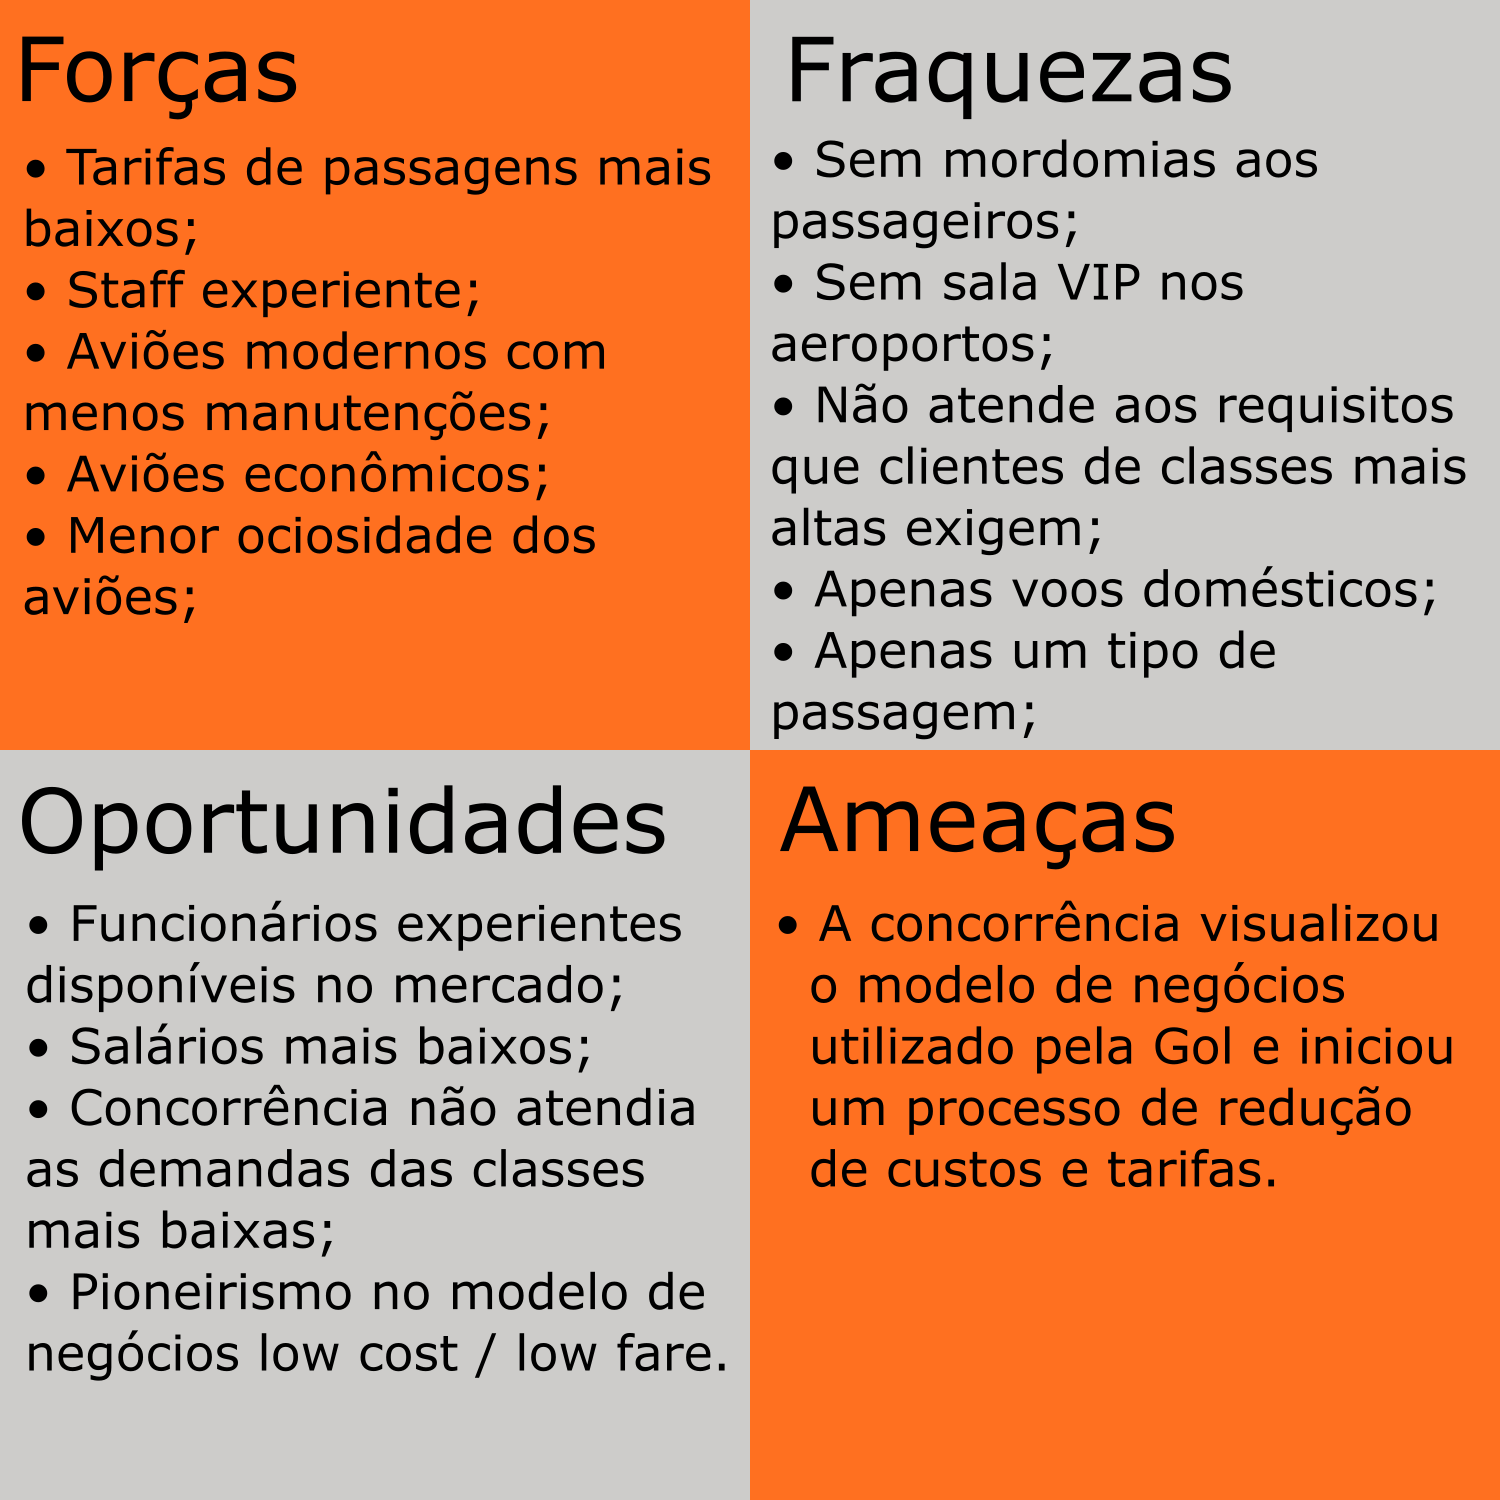 Forças
• Tarifas de passagens mais
baixos;
• Staff experiente;
• Aviões modernos com
menos manutenções;
• Aviões econômicos;
• Menor ociosidade dos
aviões;
Fraquezas
• Sem mordomias aos
passageiros;
• Sem sala VIP nos
aeroportos;
• Não atende aos requisitos
que clientes de classes mais
altas exigem;
• Apenas voos domésticos;
• Apenas um tipo de
passagem;
Oportunidades
• Funcionários experientes
disponíveis no mercado;
• Salários mais baixos;
• Concorrência não atendia
as demandas das classes
mais baixas;
• Pioneirismo no modelo de
negócios low cost / low fare.
Ameaças
• A concorrência visualizou
o modelo de negócios
utilizado pela Gol e iniciou
um processo de redução
de custos e tarifas.